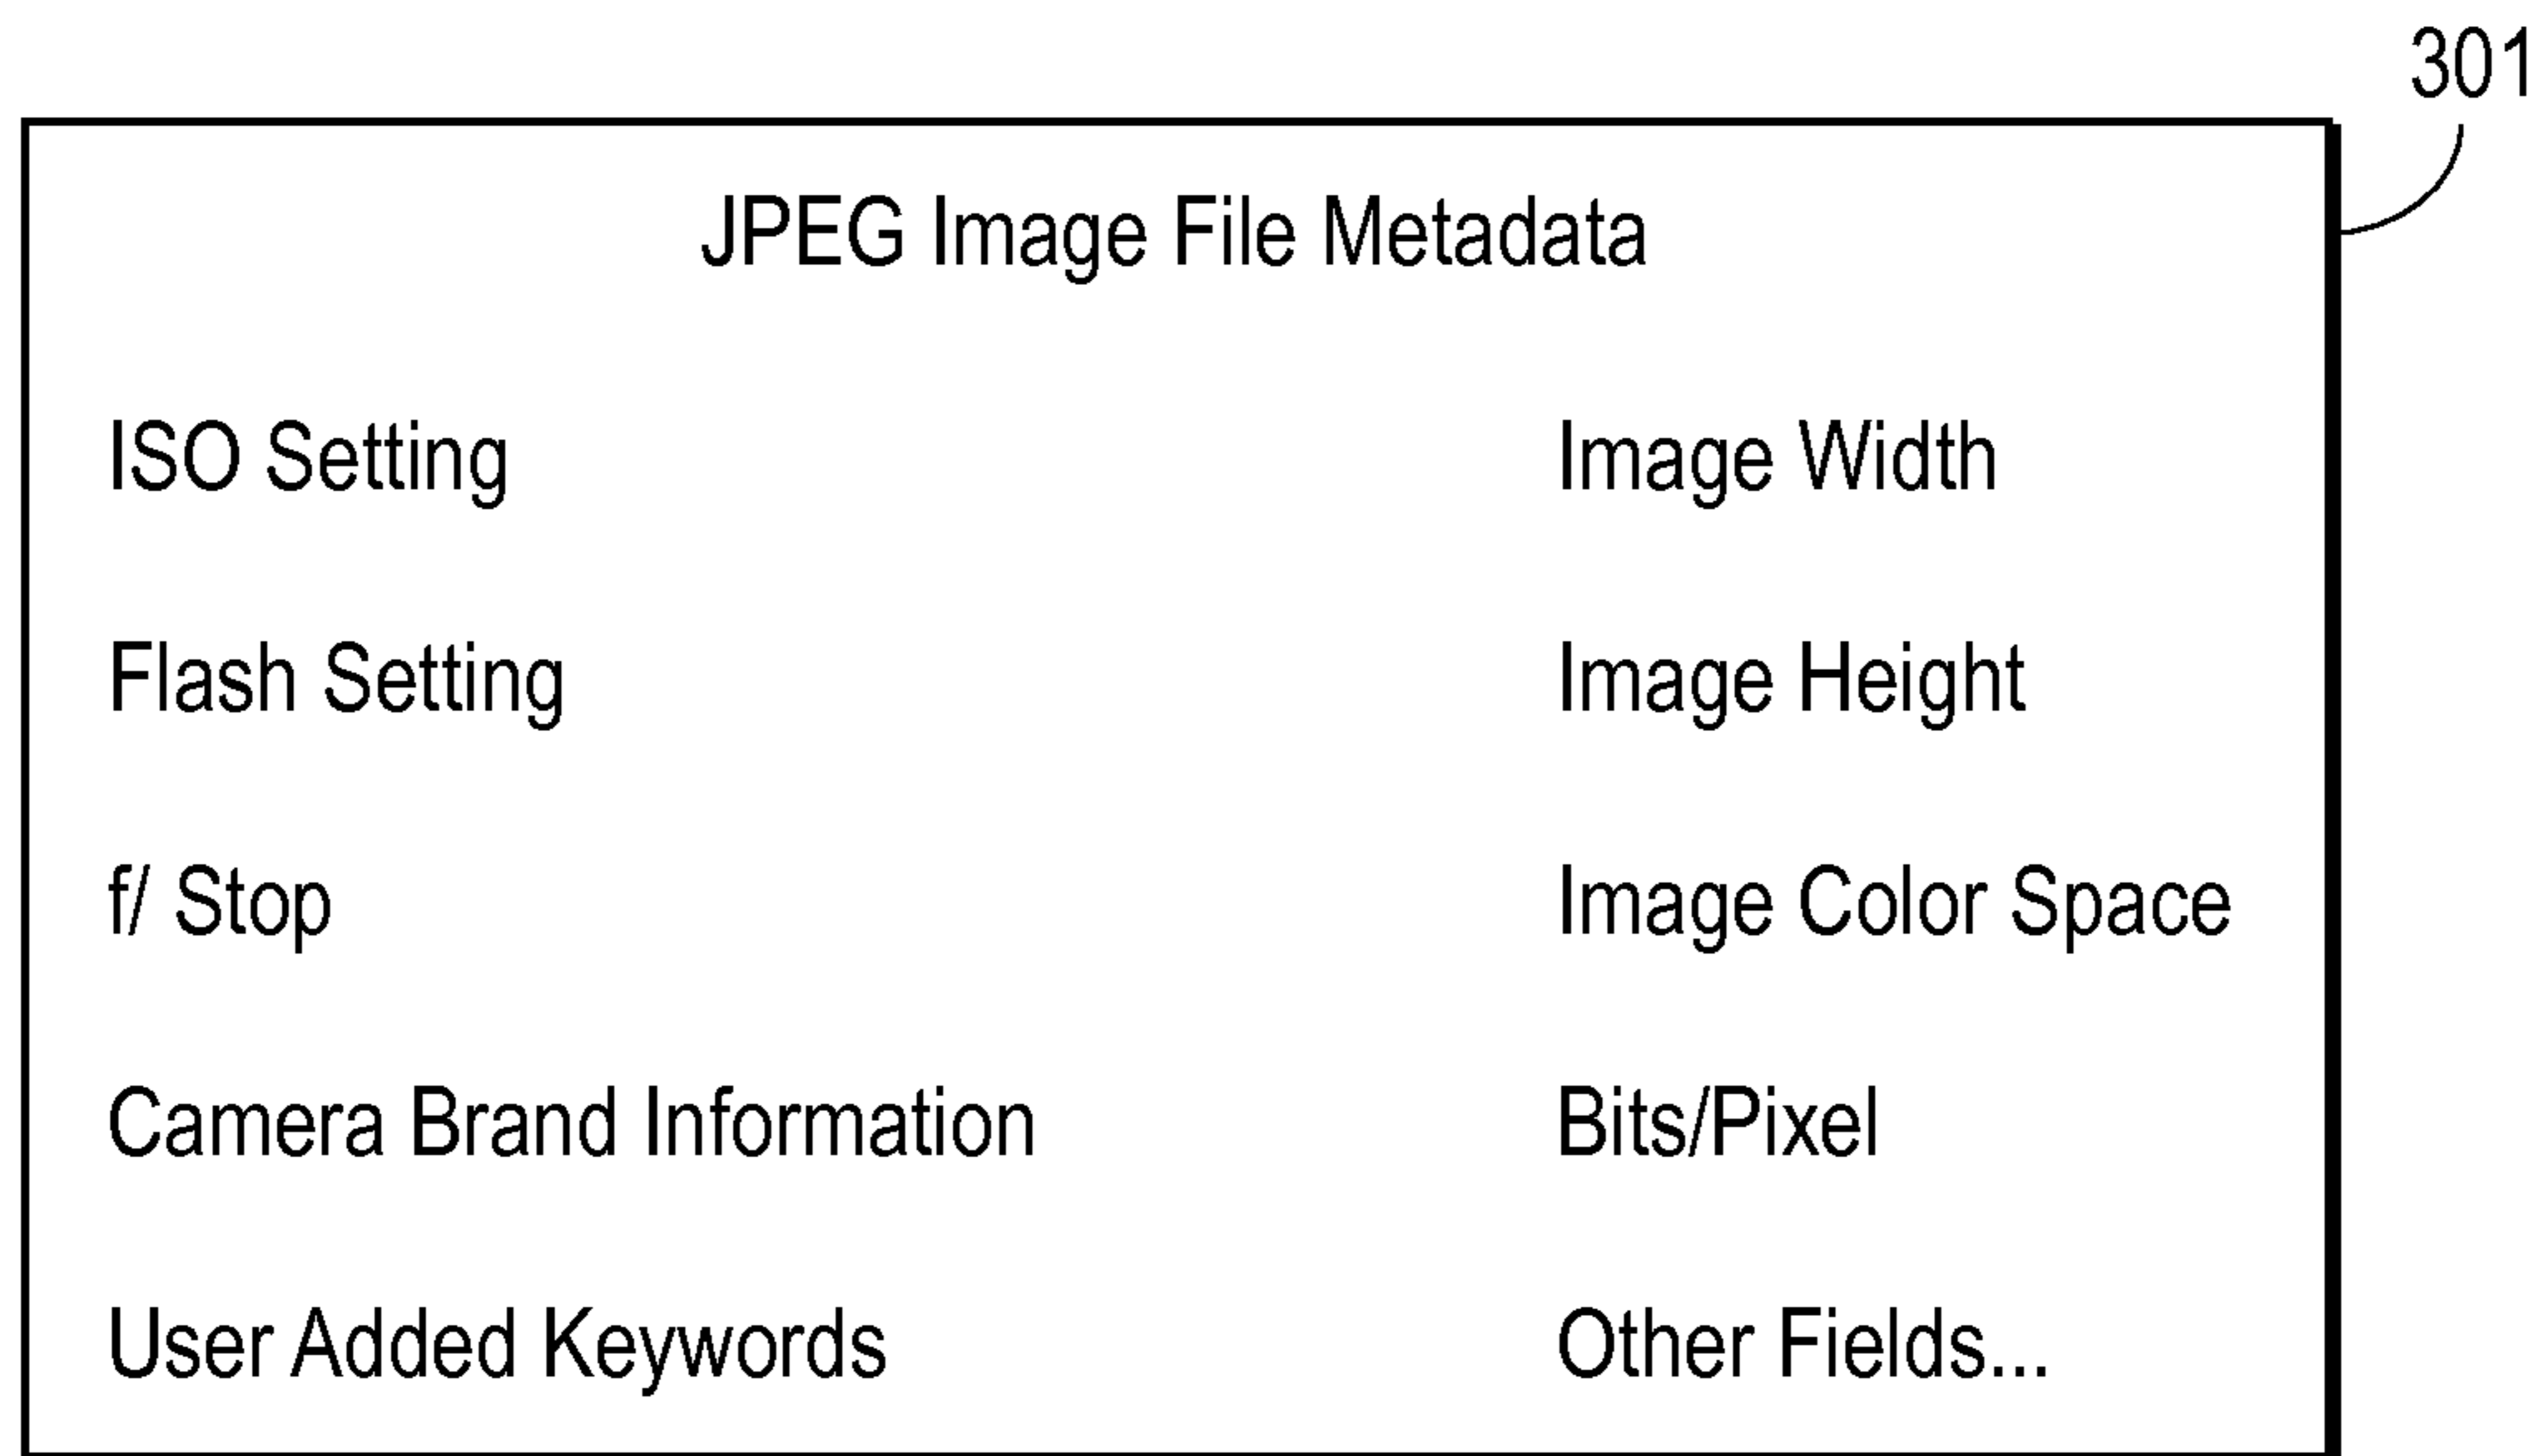 301
JPEG Image File Metadata
ISO Setting
Image Width
Flash Setting
Image Height
f/ Stop
Image Color Space
Camera Brand Information
Bits/Pixel
User Added Keywords
Other Fields...